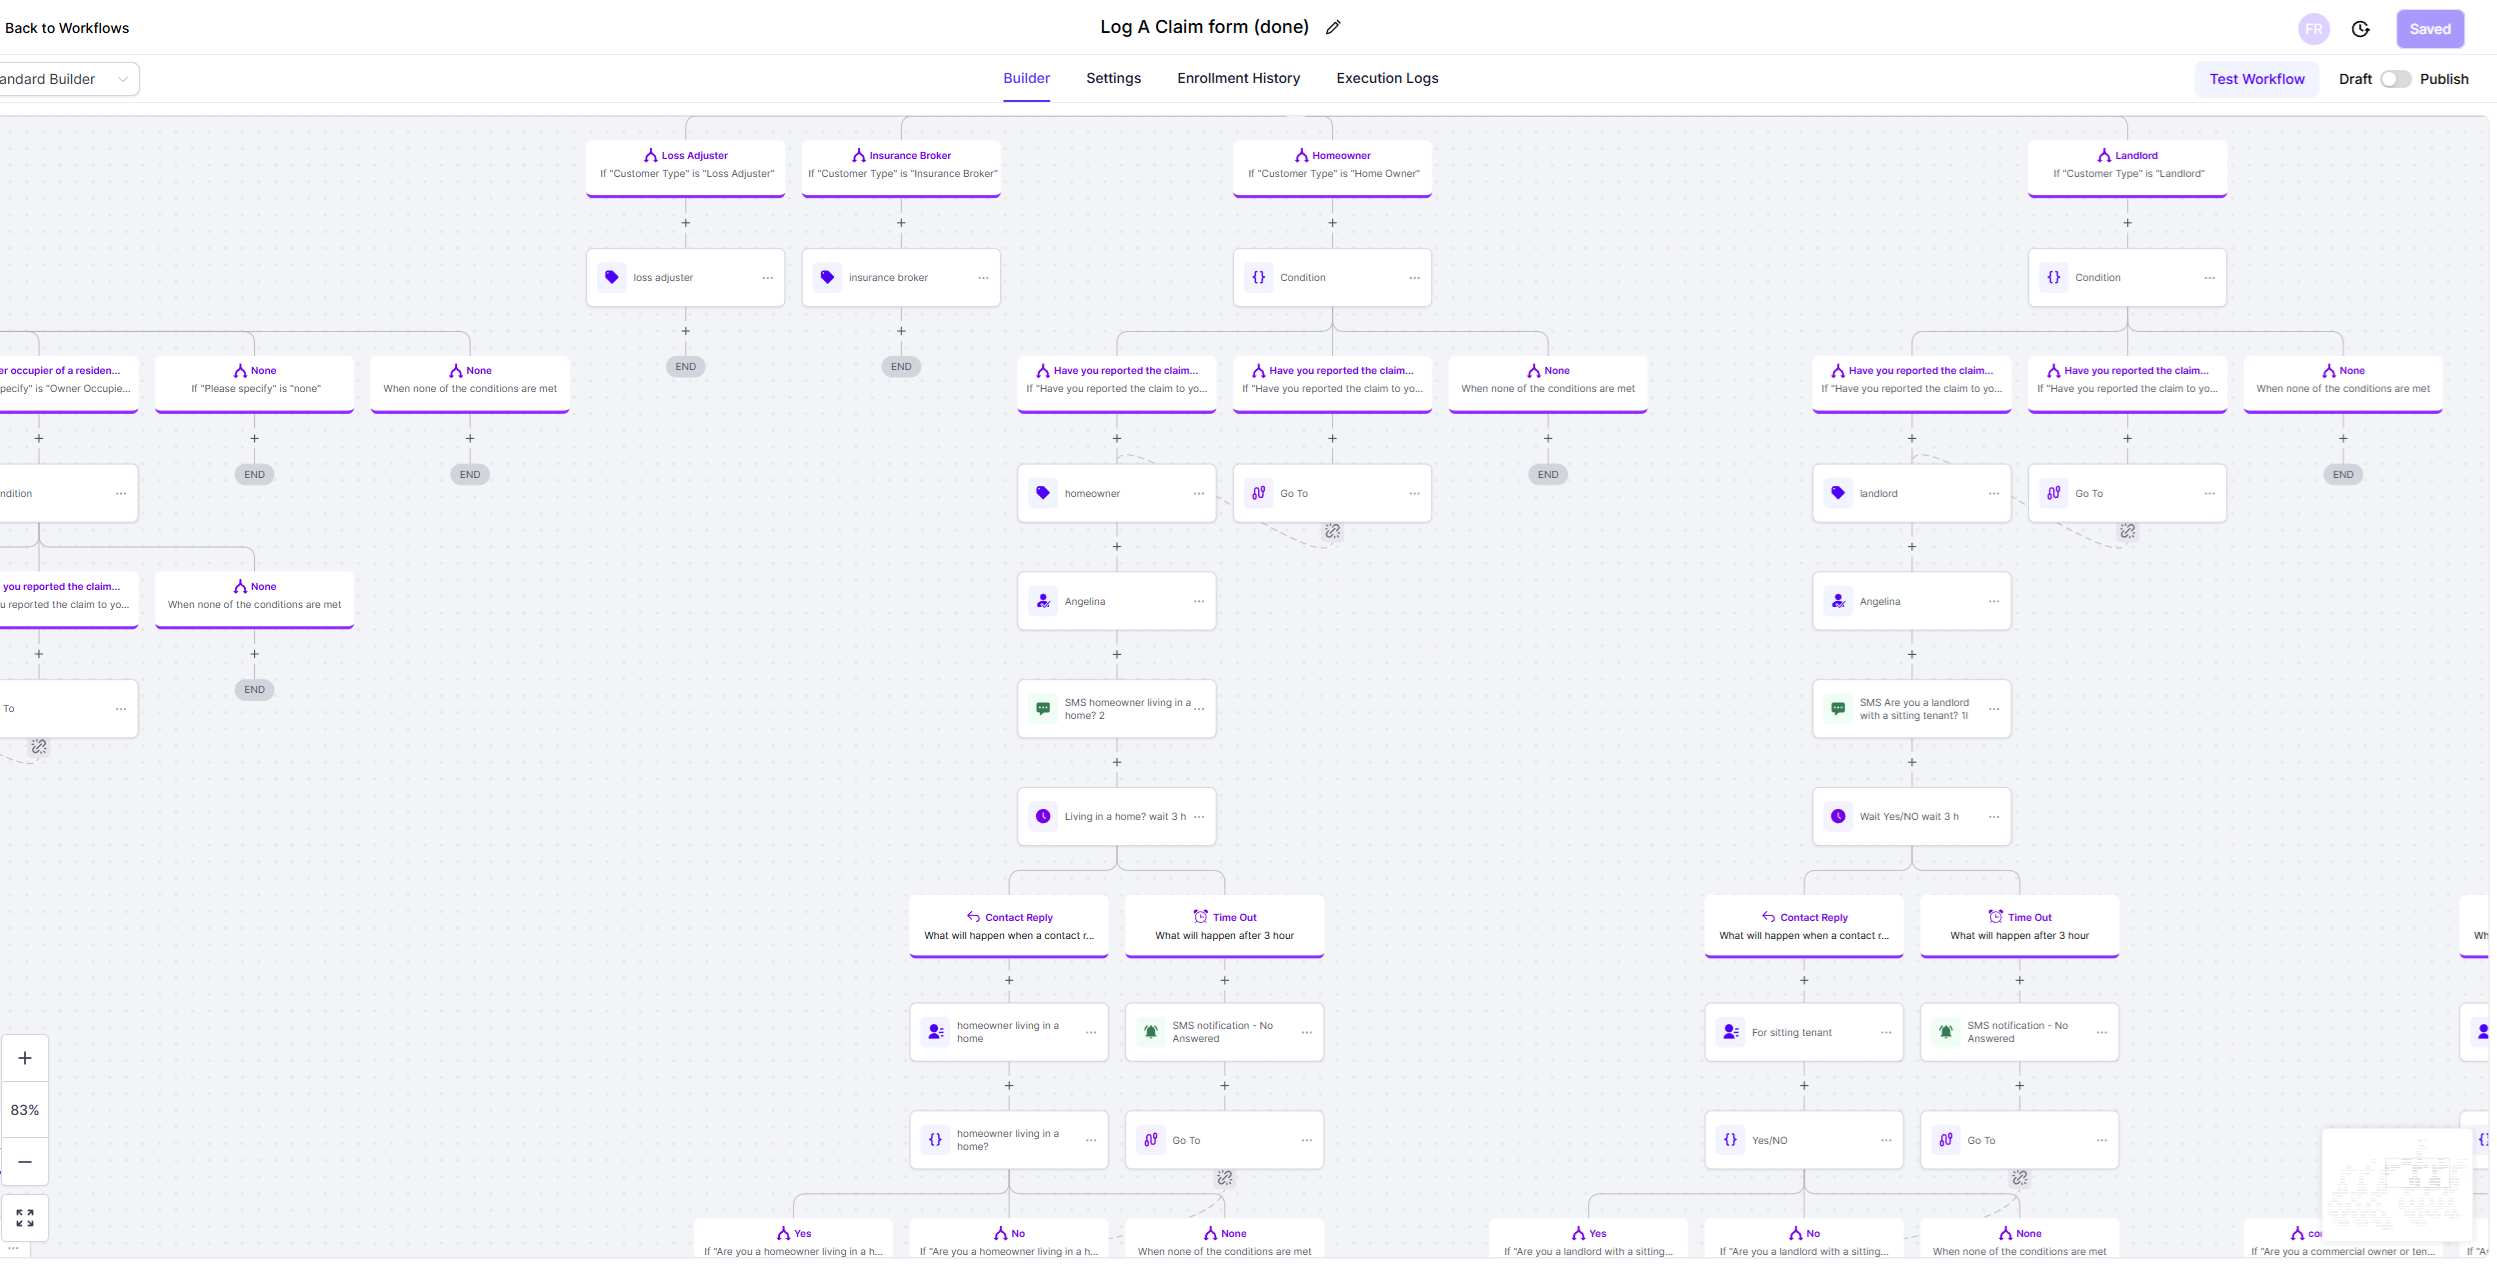 Back to Workflows
Log A Claim form (done)
FR
Saved
andard Builder
Builder
Settings
Enrollment History
Execution Logs
Test Workflow
Draft
Publish
Loss Adjuster
If "Customer Type" is "Loss Adjuster"
Insurance Broker
If "Customer Type" is "Insurance Broker"
Homeowner
If "Customer Type" is "Home Owner"
Landlord
If "Customer Type" is "Landlord"
loss adjuster
insurance broker
Condition
Condition
END
END
er occupier of a residen...
pecify" is "Owner Occupie...
None
If "Please specify" is "none"
None
When none of the conditions are met
Have you reported the claim...
If "Have you reported the claim to yo...
Have you reported the claim...
If "Have you reported the claim to yo...
None
When none of the conditions are met
Have you reported the claim...
If "Have you reported the claim to yo...
Have you reported the claim...
If "Have you reported the claim to yo...
None
When none of the conditions are met
END
END
END
END
ndition
homeowner
Go To
landlord
Go To
you reported the claim...
u reported the claim to yo...
None
When none of the conditions are met
Angelina
Angelina
END
To
SMS homeowner living in a
home? 2
SMS Are you a landlord
with a sitting tenant? 1l
Living in a home? wait 3 h
Wait Yes/NO wait 3 h
Contact Reply
What will happen when a contact r...
Time Out
What will happen after 3 hour
Contact Reply
What will happen when a contact r...
Time Out
What will happen after 3 hour
Wh
homeowner living in a
home
SMS notification - No
Answered
For sitting tenant
SMS notification - No
Answered
83%
homeowner living in a
home?
Go To
Yes/NO
Go To
Yes
If "Are you a homeowner living in a h...
No
If "Are you a homeowner living in a h...
None
When none of the conditions are met
Yes
If "Are you a landlord with a sitting...
No
If "Are you a landlord with a sitting...
None
When none of the conditions are met
co
If "Are you a commercial owner or ten...
If "A